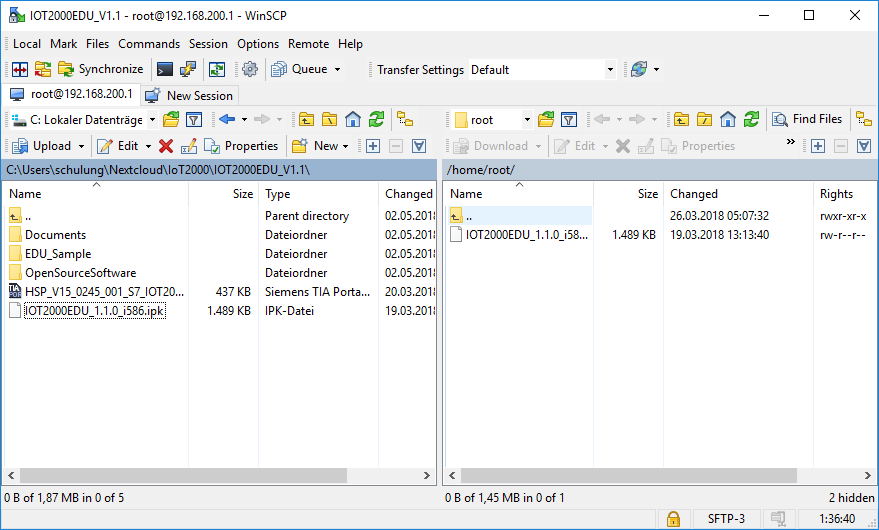 IOT2000EDU_V1.1 - root@192.168.200.1 - WinSCP
Local Mark Files Commands Session Options Remote Help
Synchronize Queue Transfer Settings Default
root@192.168.200.1 New Session
C: Lokaler Datenträge root Find Files
Upload Edit Properties New Download Edit Properties »
C:\Users\schulung\Nextcloud\IoT2000\IOT2000EDU_V1.1\ /home/root/
Name Size Type Changed Name Size Changed Rights
.. Parent directory 02.05.2018 .. 26.03.2018 05:07:32 rwxr-xr-x
Documents Dateiordner 02.05.2018 IOT2000EDU_1.1.0_i58... 1.489 KB 19.03.2018 13:13:40 rw-r--r--
EDU_Sample Dateiordner 02.05.2018
OpenSourceSoftware Dateiordner 02.05.2018
HSP_V15_0245_001_S7_IOT20... 437 KB Siemens TIA Porta... 20.03.2018
IOT2000EDU_1.1.0_i586.ipk 1.489 KB IPK-Datei 19.03.2018
0 B of 1,87 MB in 0 of 5 0 B of 1,45 MB in 0 of 1 2 hidden
SFTP-3 1:36:40